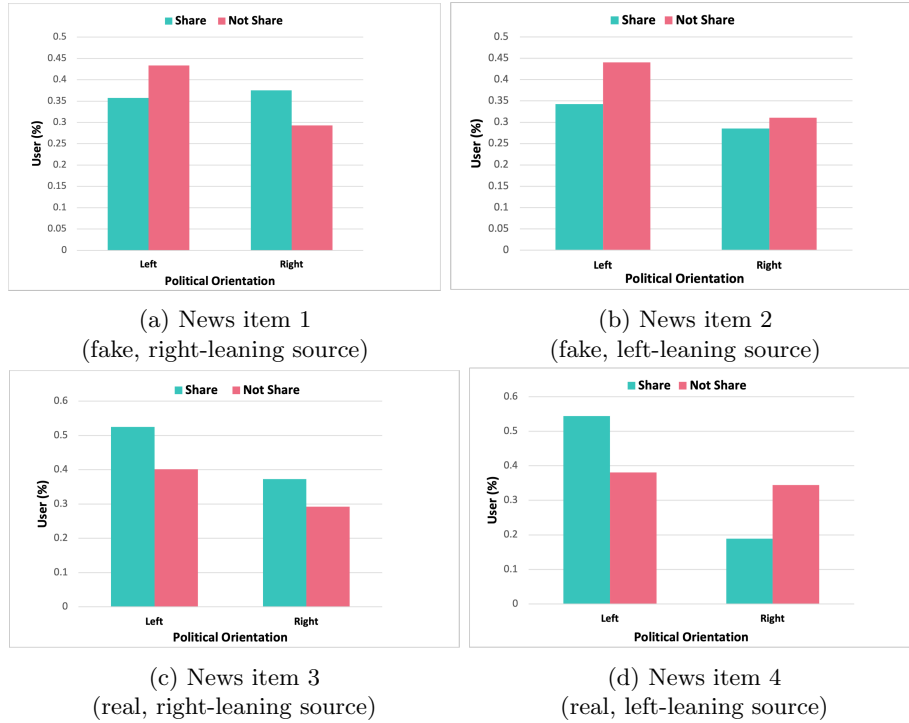 Share Not Share
0.5
0.45
0.4
0.35
0.3
0.25
0.2
0.15
0.1
0.05
0
User (%)
Left Right
Political Orientation
(a) News item 1
(fake, right-leaning source)
Share Not Share
0.5
0.45
0.4
0.35
0.3
0.25
0.2
0.15
0.1
0.05
0
User (%)
Left Right
Political Orientation
(b) News item 2
(fake, left-leaning source)
Share Not Share
0.6
0.5
0.4
0.3
0.2
0.1
0
User (%)
Left Right
Political Orientation
(c) News item 3
(real, right-leaning source)
Share Not Share
0.6
0.5
0.4
0.3
0.2
0.1
0
User (%)
Left Right
Political Orientation
(d) News item 4
(real, left-leaning source)